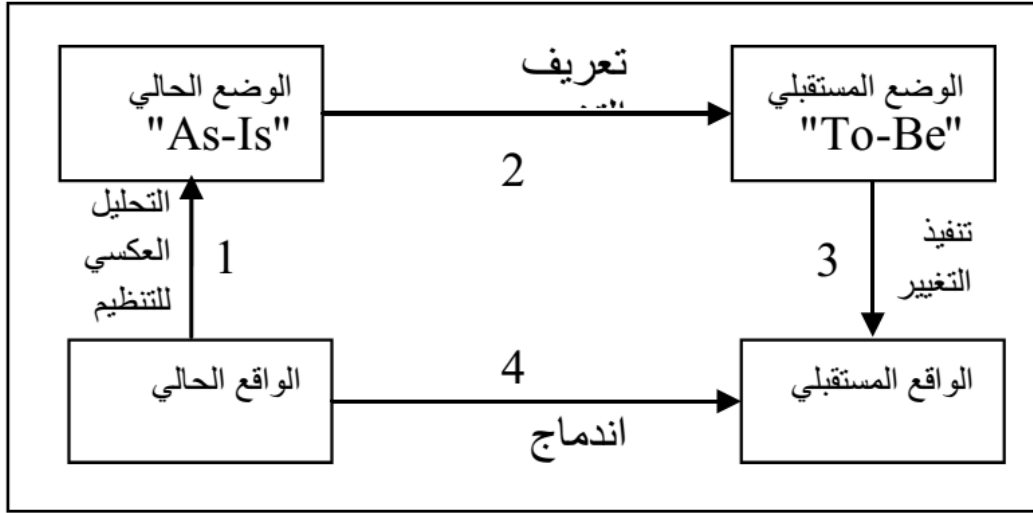 تعريف
الوضع الحالي
"As-Is"
الوضع المستقبلي
"To-Be"
2
التحليل
العكسي
للتنظيم
1
3
تنفيذ
التغيير
الواقع الحالي
4
اندماج
الواقع المستقبلي